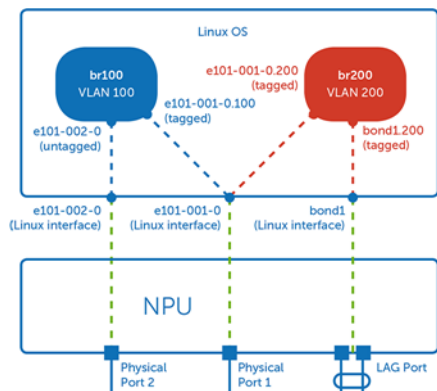 Linux OS
br100
VLAN 100
e101-001-0.200
(tagged)
br200
VLAN 200
e101-001-0.100
(tagged)
e101-002-0
(untagged)
bond1.200
(tagged)
e101-002-0
(Linux interface)
e101-001-0
(Linux interface)
bond1
(Linux interface)
NPU
Physical
Port 2
Physical
Port 1
LAG Port